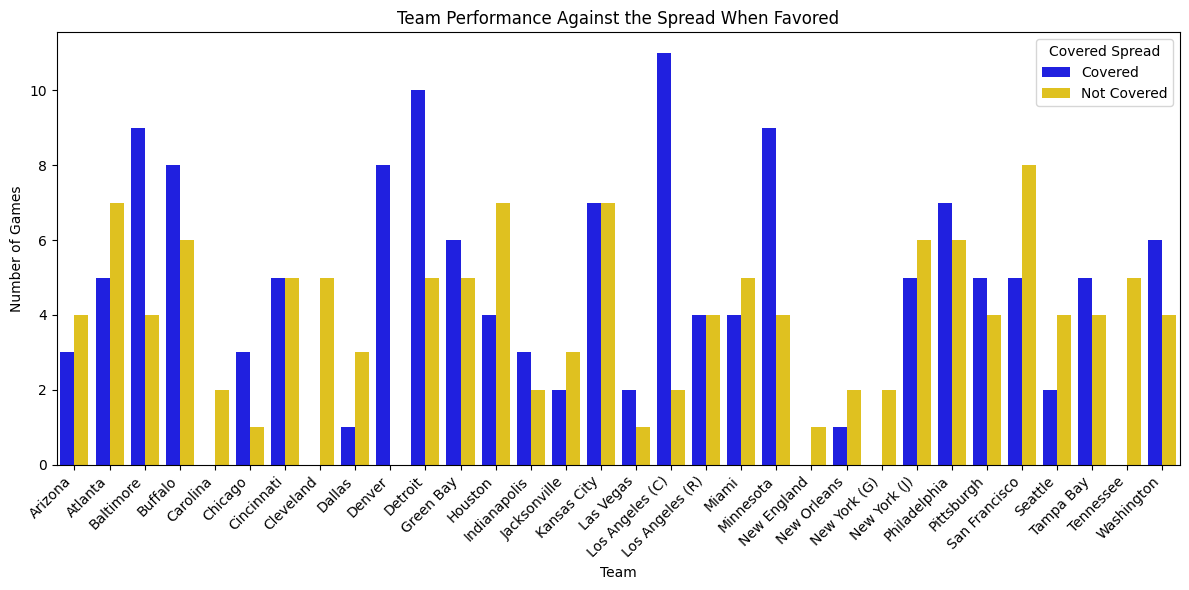 Team Performance Against the Spread When Favored
Covered Spread
Covered
Not Covered
Number of Games
10
8
6
4
2
0
Arizona
Atlanta
Baltimore
Buffalo
Carolina
Chicago
Cincinnati
Cleveland
Dallas
Denver
Detroit
Green Bay
Houston
Indianapolis
Jacksonville
Kansas City
Las Vegas
Los Angeles (C)
Los Angeles (R)
Miami
Minnesota
New England
New Orleans
New York (G)
New York (J)
Philadelphia
Pittsburgh
San Francisco
Seattle
Tampa Bay
Tennessee
Washington
Team